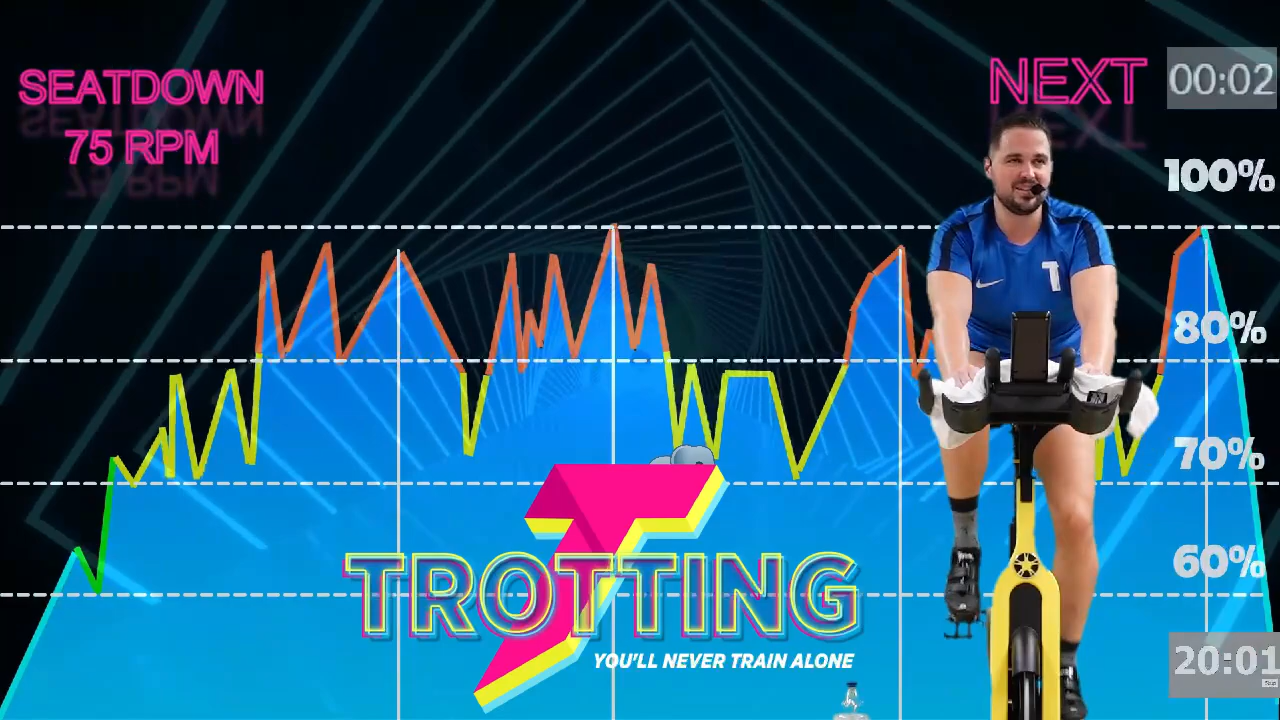 SEATDOWN
75 RPM
NEXT
00:02
100%
80%
70%
60%
T
TROTTING
YOU'LL NEVER TRAIN ALONE
20:01